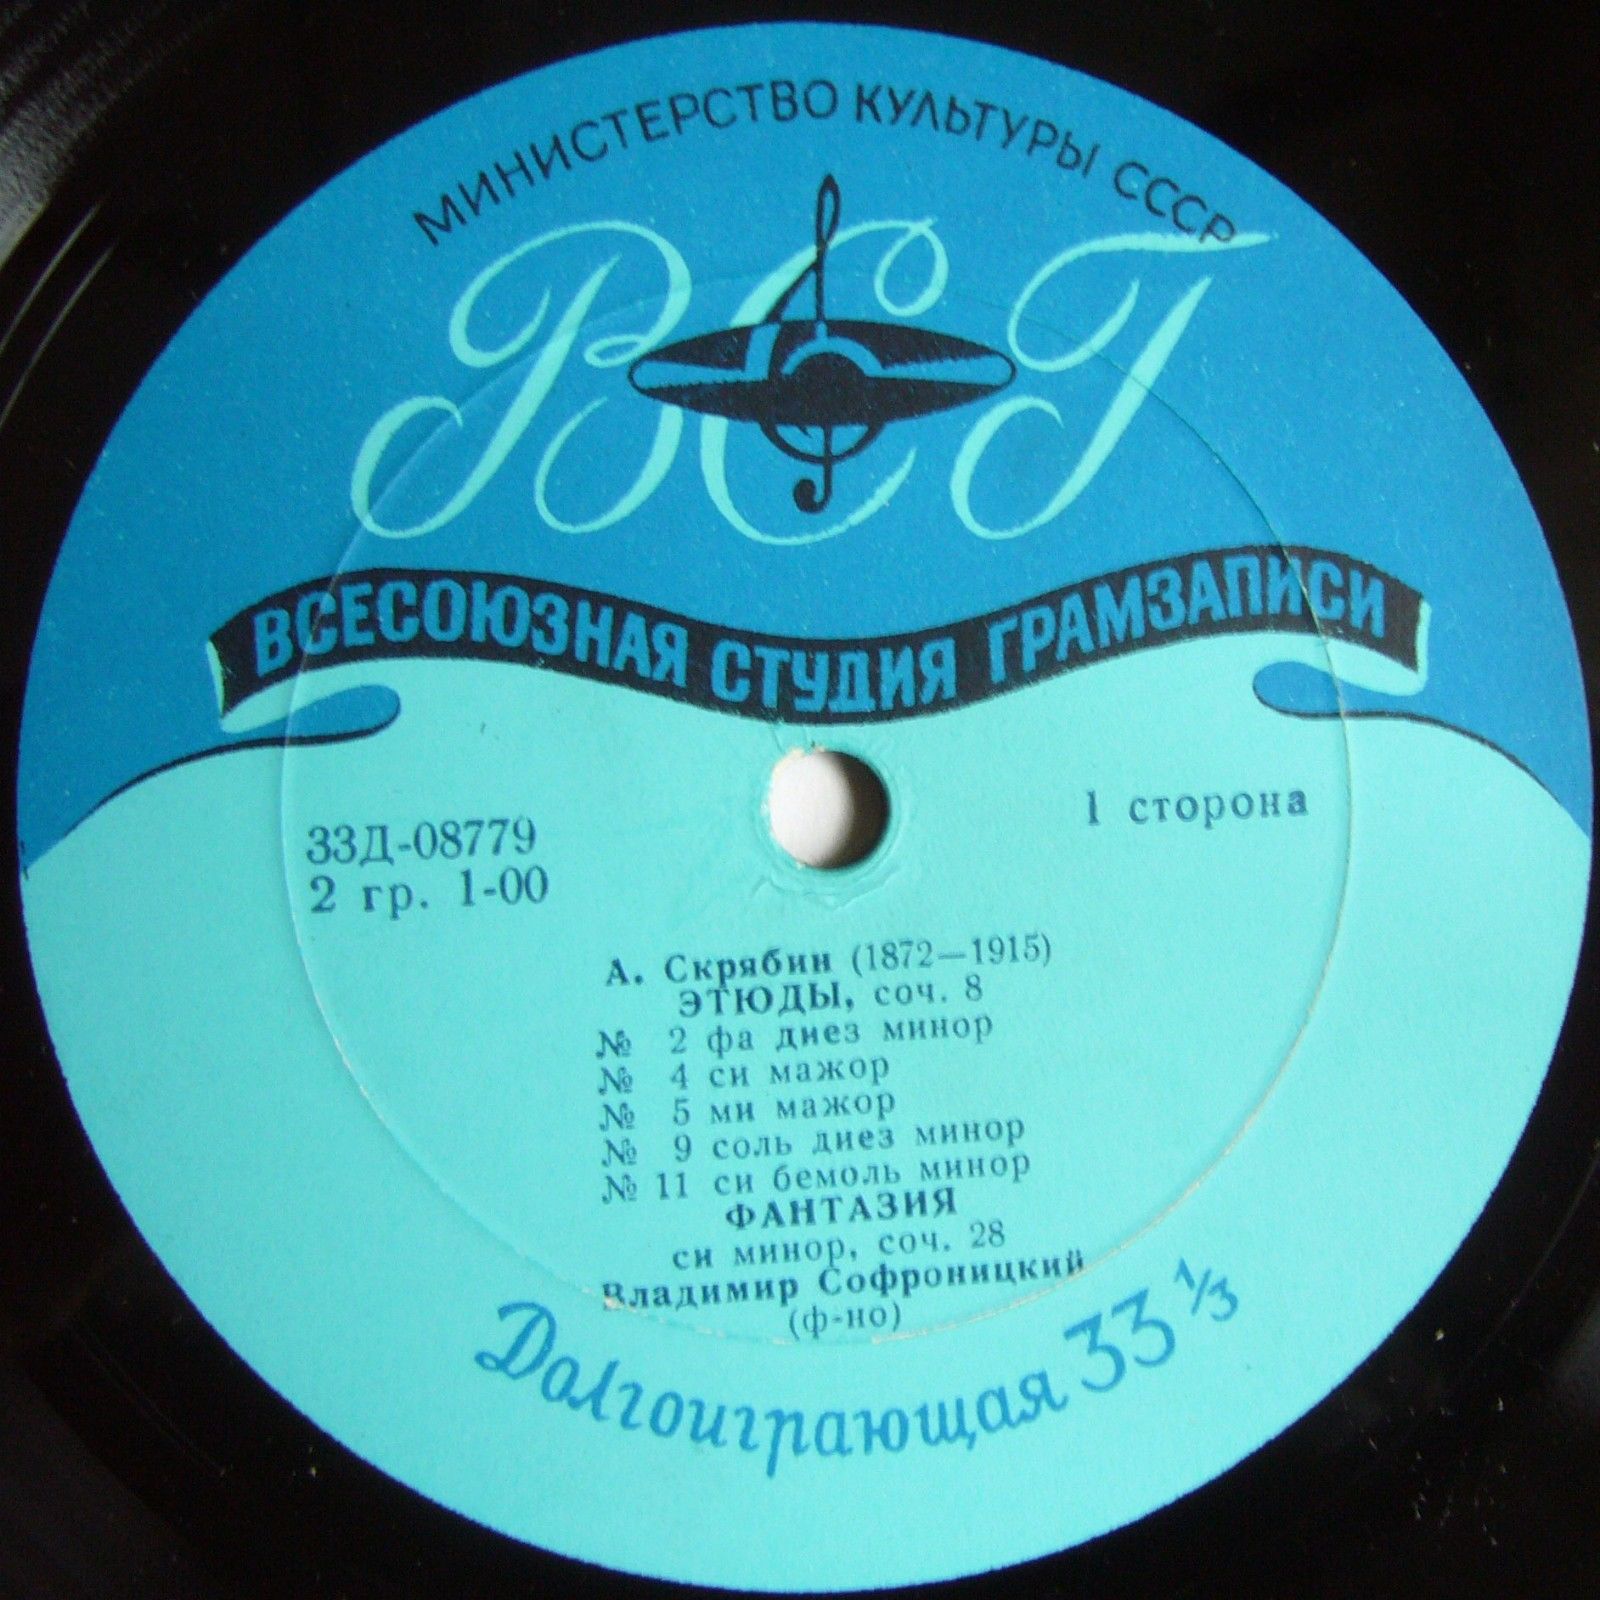 МИНИСТЕРСТВО КУЛЬТУРЫ СССР
ВСГ
ВСЕСОЮЗНАЯ СТУДИЯ ГРАМЗАПИСИ
33Д-08779
2 гр. 1-00
1 сторона
А. Скрябин (1872—1915)
ЭТЮДЫ, соч. 8
№ 2 фа диез минор
№ 4 си мажор
№ 5 ми мажор
№ 9 соль диез минор
№ 11 си бемоль минор
ФАНТАЗИЯ
си минор, соч. 28
Владимир Софроницкий
(ф-но)
Долгоиграющая 33 1/3